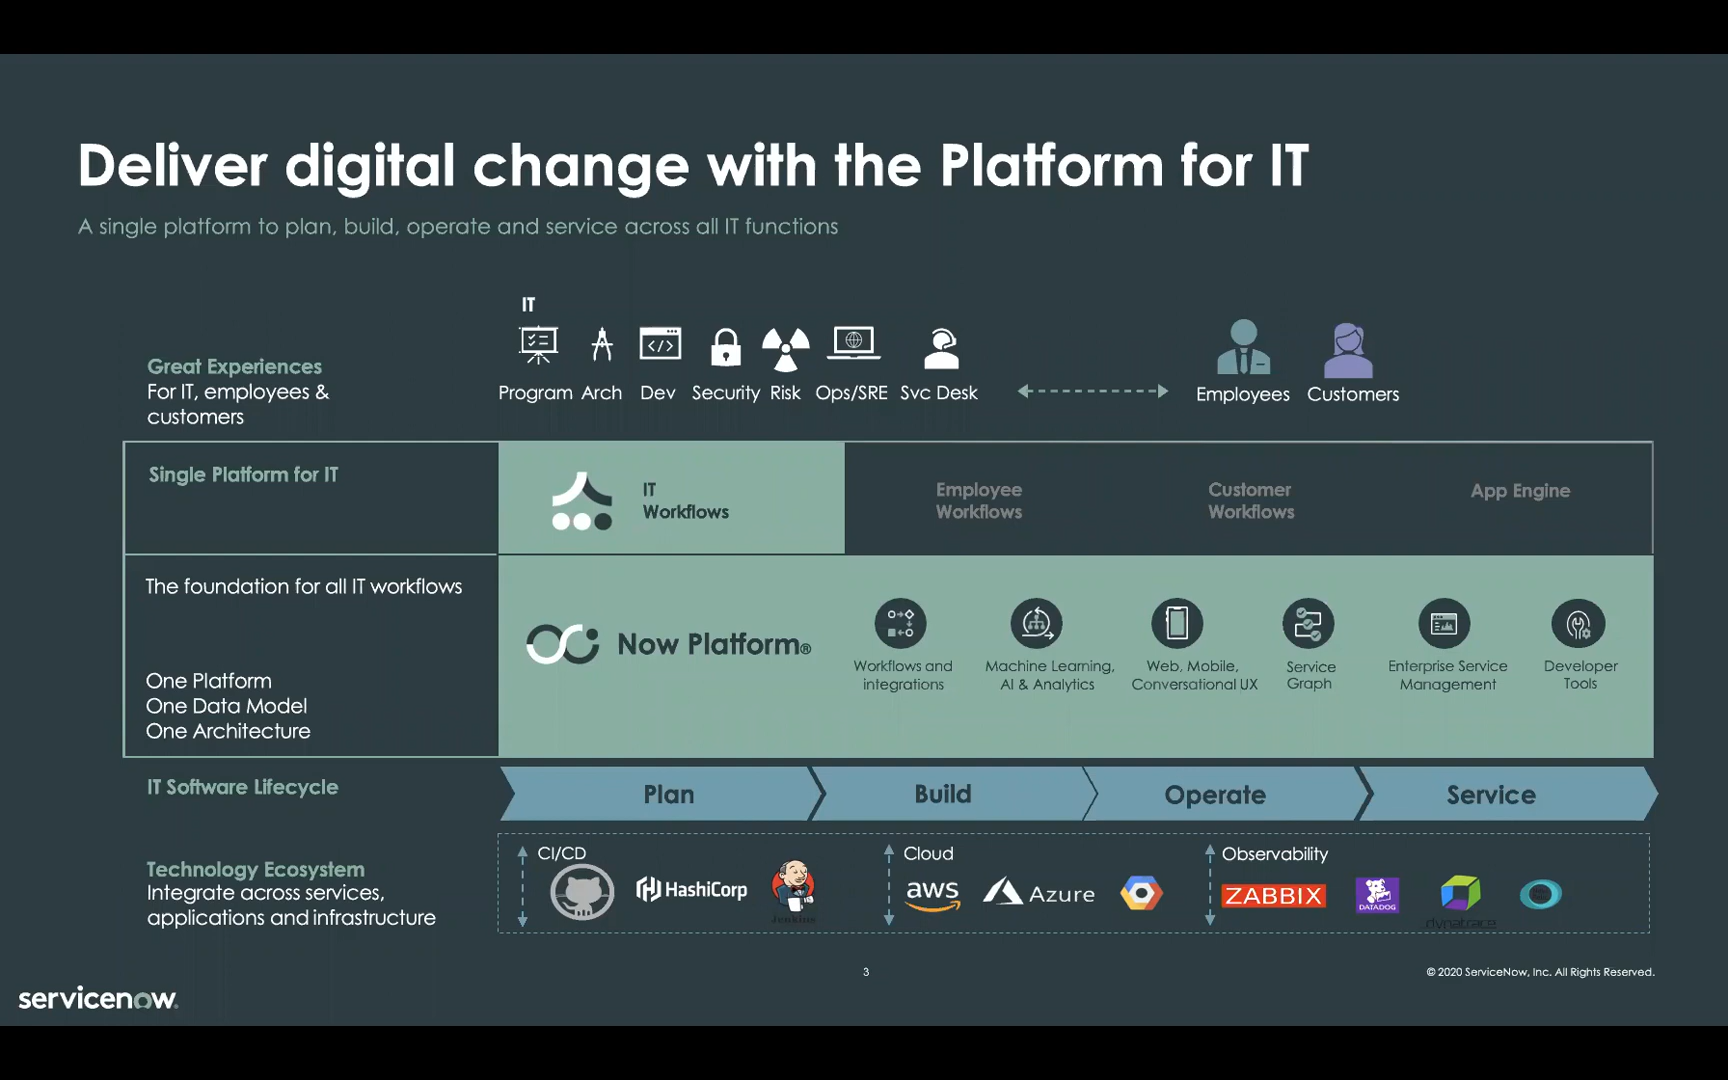 Deliver digital change with the Platform for IT
A single platform to plan, build, operate and service across all IT functions
IT
Great Experiences
For IT, employees &
customers
Program Arch Dev Security Risk Ops/SRE Svc Desk
Employees Customers
Single Platform for IT
IT
Workflows
Employee
Workflows
Customer
Workflows
App Engine
The foundation for all IT workflows
One Platform
One Data Model
One Architecture
Now Platform®
Workflows and
integrations
Machine Learning,
AI & Analytics
Web, Mobile,
Conversational UX
Service
Graph
Enterprise Service
Management
Developer
Tools
IT Software Lifecycle
Plan Build Operate Service
Technology Ecosystem
Integrate across services,
applications and infrastructure
CI/CD
HashiCorp
Jenkins
Cloud
aws
Azure
Observability
ZABBIX
DATADOG
dynatrace
3
© 2020 ServiceNow, Inc. All Rights Reserved.
servicenow.